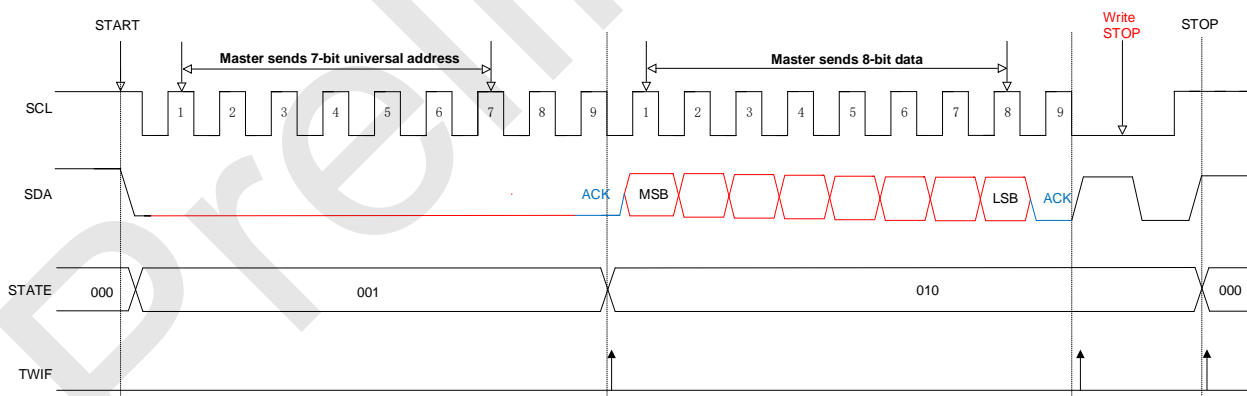 START
Write
STOP
STOP
Master sends 7-bit universal address
Master sends 8-bit data
SCL
1 2 3 4 5 6 7 8 9 1 2 3 4 5 6 7 8 9
SDA
ACK MSB LSB ACK
STATE
000 001 010 000
TWIF